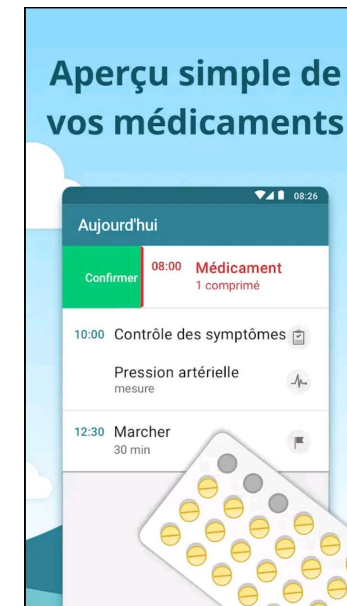 Aperçu simple de
vos médicaments
08:26
Aujourd'hui
Confirmer
08:00 Médicament
1 comprimé
10:00 Contrôle des symptômes
Pression artérielle
mesure
12:30 Marcher
30 min